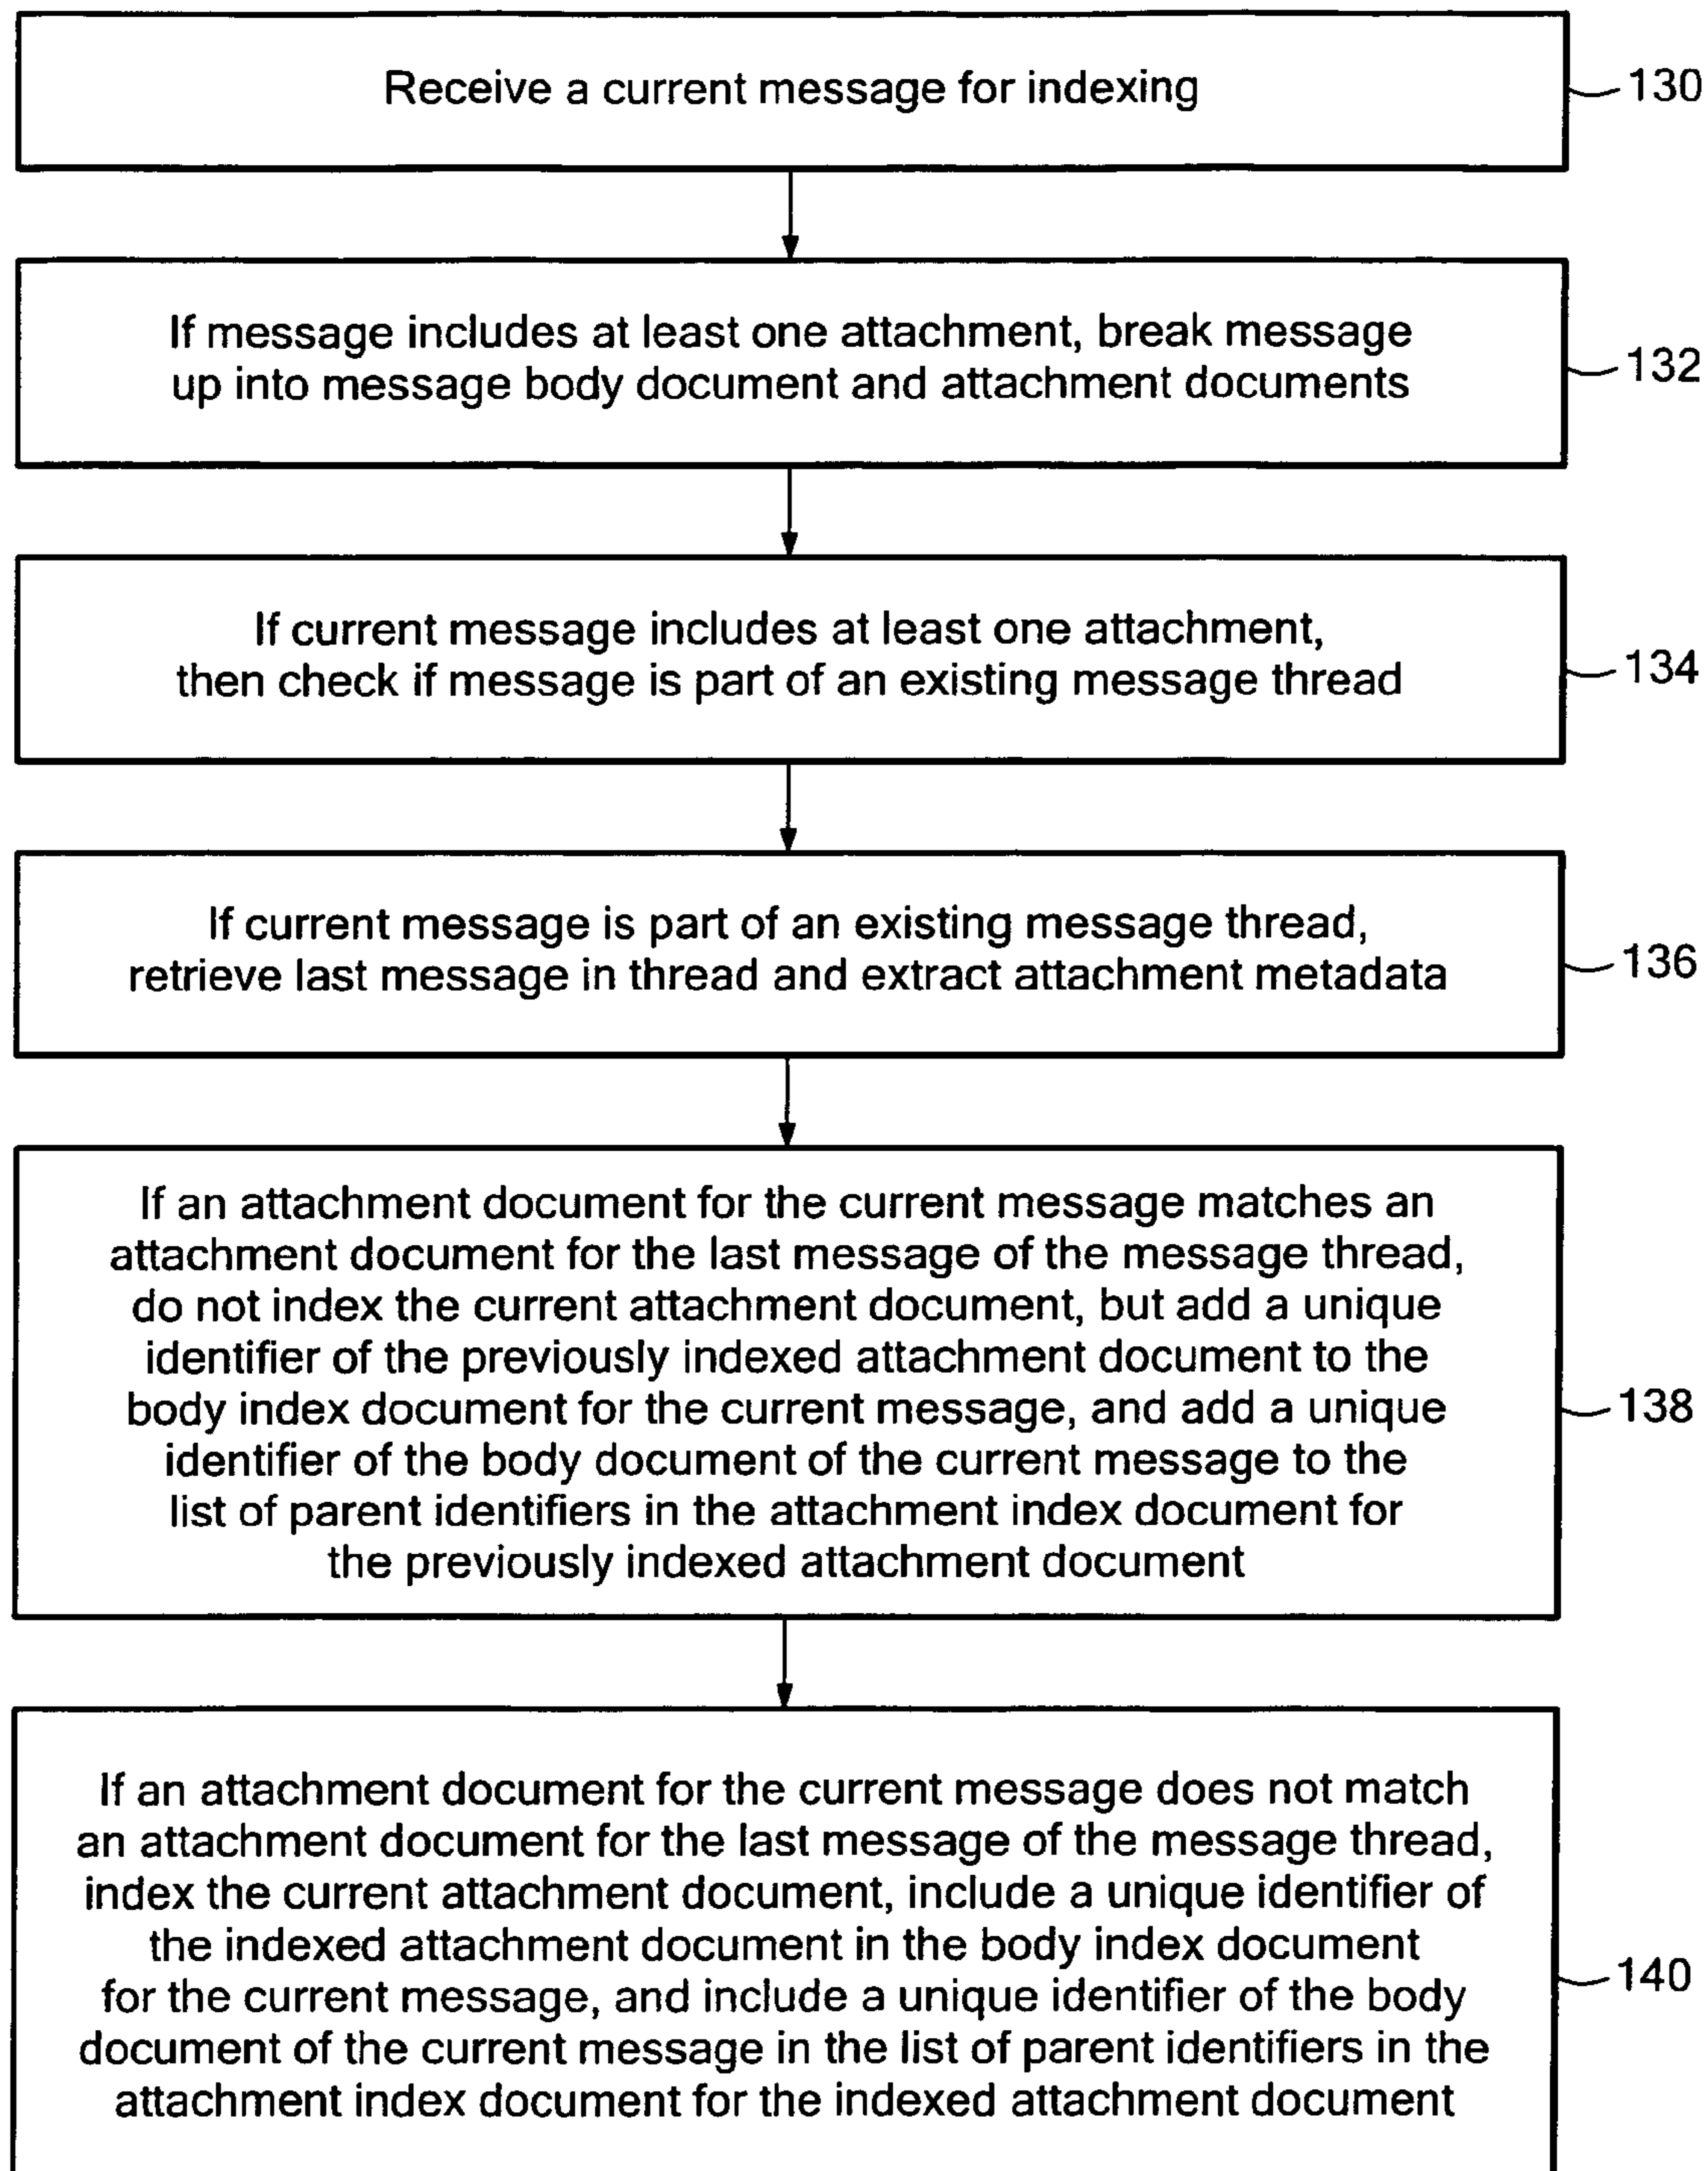 Receive a current message for indexing
130
If message includes at least one attachment, break message
up into message body document and attachment documents
132
If current message includes at least one attachment,
then check if message is part of an existing message thread
134
If current message is part of an existing message thread,
retrieve last message in thread and extract attachment metadata
136
If an attachment document for the current message matches an
attachment document for the last message of the message thread,
do not index the current attachment document, but add a unique
identifier of the previously indexed attachment document to the
body index document for the current message, and add a unique
identifier of the body document of the current message to the
list of parent identifiers in the attachment index document for
the previously indexed attachment document
138
If an attachment document for the current message does not match
an attachment document for the last message of the message thread,
index the current attachment document, include a unique identifier of
the indexed attachment document in the body index document
for the current message, and include a unique identifier of the body
document of the current message in the list of parent identifiers in the
attachment index document for the indexed attachment document
140